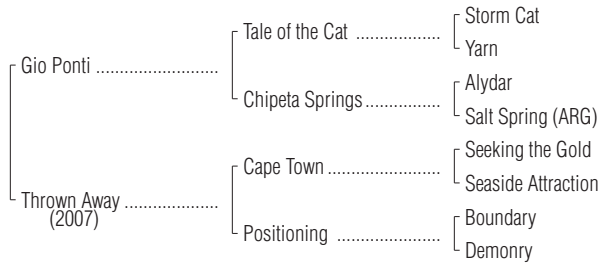 Storm Cat
Tale of the Cat ..................
Yarn
Gio Ponti ..........................
Alydar
Chipeta Springs................
Salt Spring (ARG)
Seeking the Gold
Cape Town .......................
Seaside Attraction
Thrown Away ....................
(2007)
Boundary
Positioning ......................
Demonry